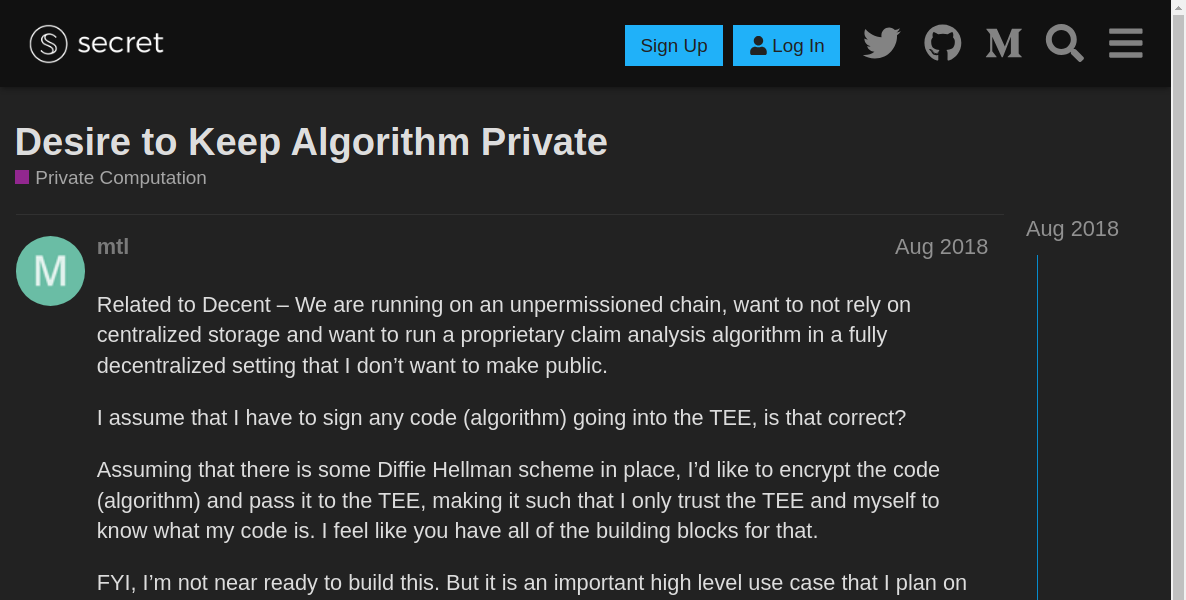 secret
Sign Up
Log In
Desire to Keep Algorithm Private
Private Computation
Aug 2018
M
mtl
Aug 2018
Related to Decent – We are running on an unpermissioned chain, want to not rely on
centralized storage and want to run a proprietary claim analysis algorithm in a fully
decentralized setting that I don’t want to make public.
I assume that I have to sign any code (algorithm) going into the TEE, is that correct?
Assuming that there is some Diffie Hellman scheme in place, I’d like to encrypt the code
(algorithm) and pass it to the TEE, making it such that I only trust the TEE and myself to
know what my code is. I feel like you have all of the building blocks for that.
FYI, I’m not near ready to build this. But it is an important high level use case that I plan on